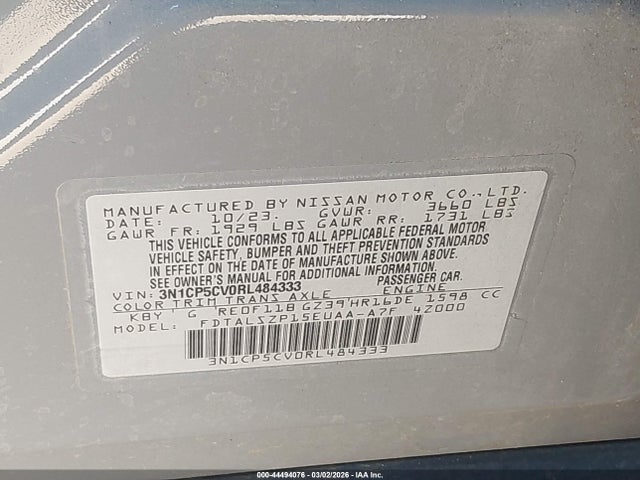 MANUFACTURED BY NISSAN MOTOR CO., LTD.
DATE: 10/23. GVWR: 3660 LBS
GAWR FR: 1929 LBS GAWR RR: 1731 LBS
THIS VEHICLE CONFORMS TO ALL APPLICABLE FEDERAL MOTOR
VEHICLE SAFETY, BUMPER AND THEFT PREVENTION STANDARDS
IN EFFECT ON THE DATE OF MANUFACTURE SHOWN ABOVE.
SEE OWNER'S MANUAL FOR ADDITIONAL INFORMATION
PASSENGER CAR.
VIN: 3N1CP5CV0RL484333
COLOR TRIM TRANS AXLE ENGINE
KBY G RE0F11B GZ39 HR16DE 1598 CC
MODEL: FDTALSZP15EUAA-A7F 4Z000
3N1CP5CV0RL484333
000-44494076 - 03/02/2026 - IAA Inc.